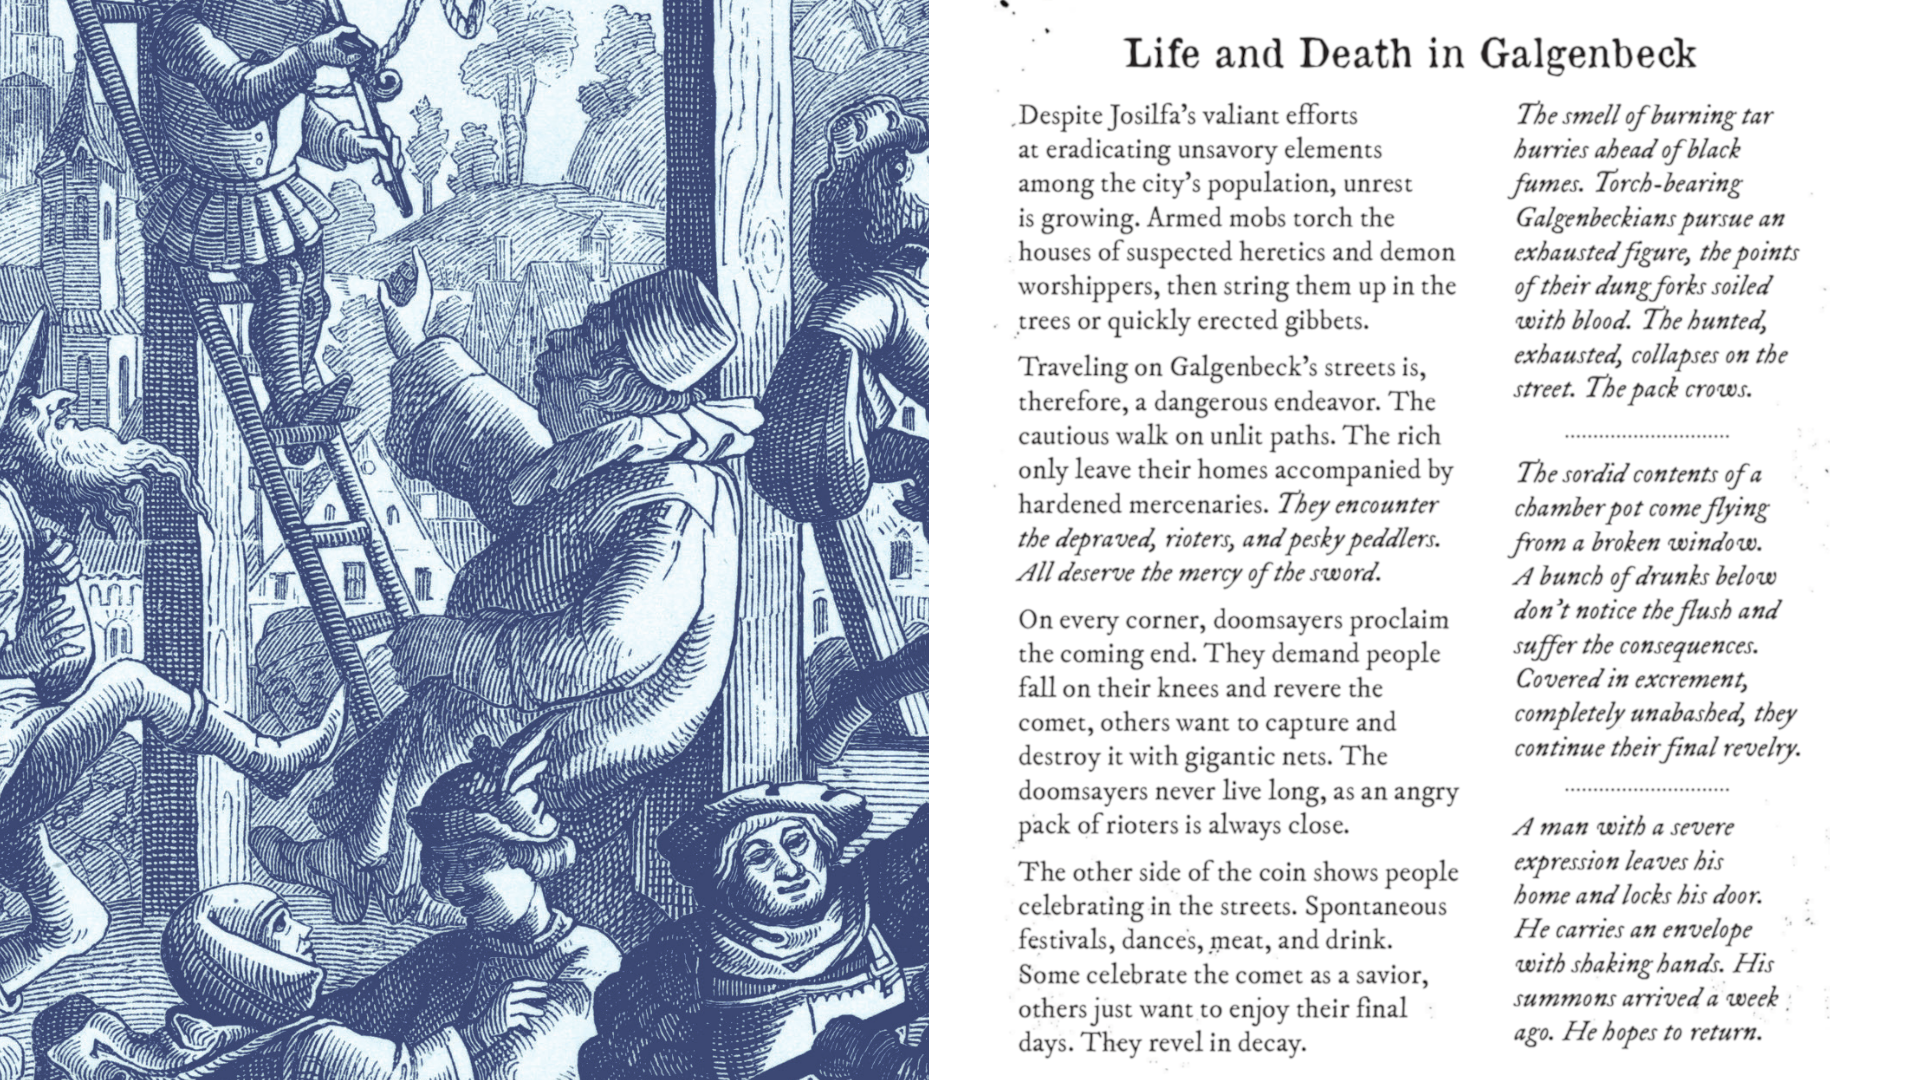 Life and Death in Galgenbeck
Despite Josilfa's valiant efforts
at eradicating unsavory elements
among the city's population, unrest
is growing. Armed mobs torch the
houses of suspected heretics and demon
worshippers, then string them up in the
trees or quickly erected gibbets.
Traveling on Galgenbeck's streets is,
therefore, a dangerous endeavor. The
cautious walk on unlit paths. The rich
only leave their homes accompanied by
hardened mercenaries. They encounter
the depraved, rioters, and pesky peddlers.
All deserve the mercy of the sword.
On every corner, doomsayers proclaim
the coming end. They demand people
fall on their knees and revere the
comet, others want to capture and
destroy it with gigantic nets. The
doomsayers never live long, as an angry
pack of rioters is always close.
The other side of the coin shows people
celebrating in the streets. Spontaneous
festivals, dances, meat, and drink.
Some celebrate the comet as a savior,
others just want to enjoy their final
days. They revel in decay.
The smell of burning tar
hurries ahead of black
fumes. Torch-bearing
Galgenbeckians pursue an
exhausted figure, the points
of their dung forks soiled
with blood. The hunted,
exhausted, collapses on the
street. The pack crows.
The sordid contents of a
chamber pot come flying
from a broken window.
A bunch of drunks below
don't notice the flush and
suffer the consequences.
Covered in excrement,
completely unabashed, they
continue their final revelry.
A man with a severe
expression leaves his
home and locks his door.
He carries an envelope
with shaking hands. His
summons arrived a week
ago. He hopes to return.